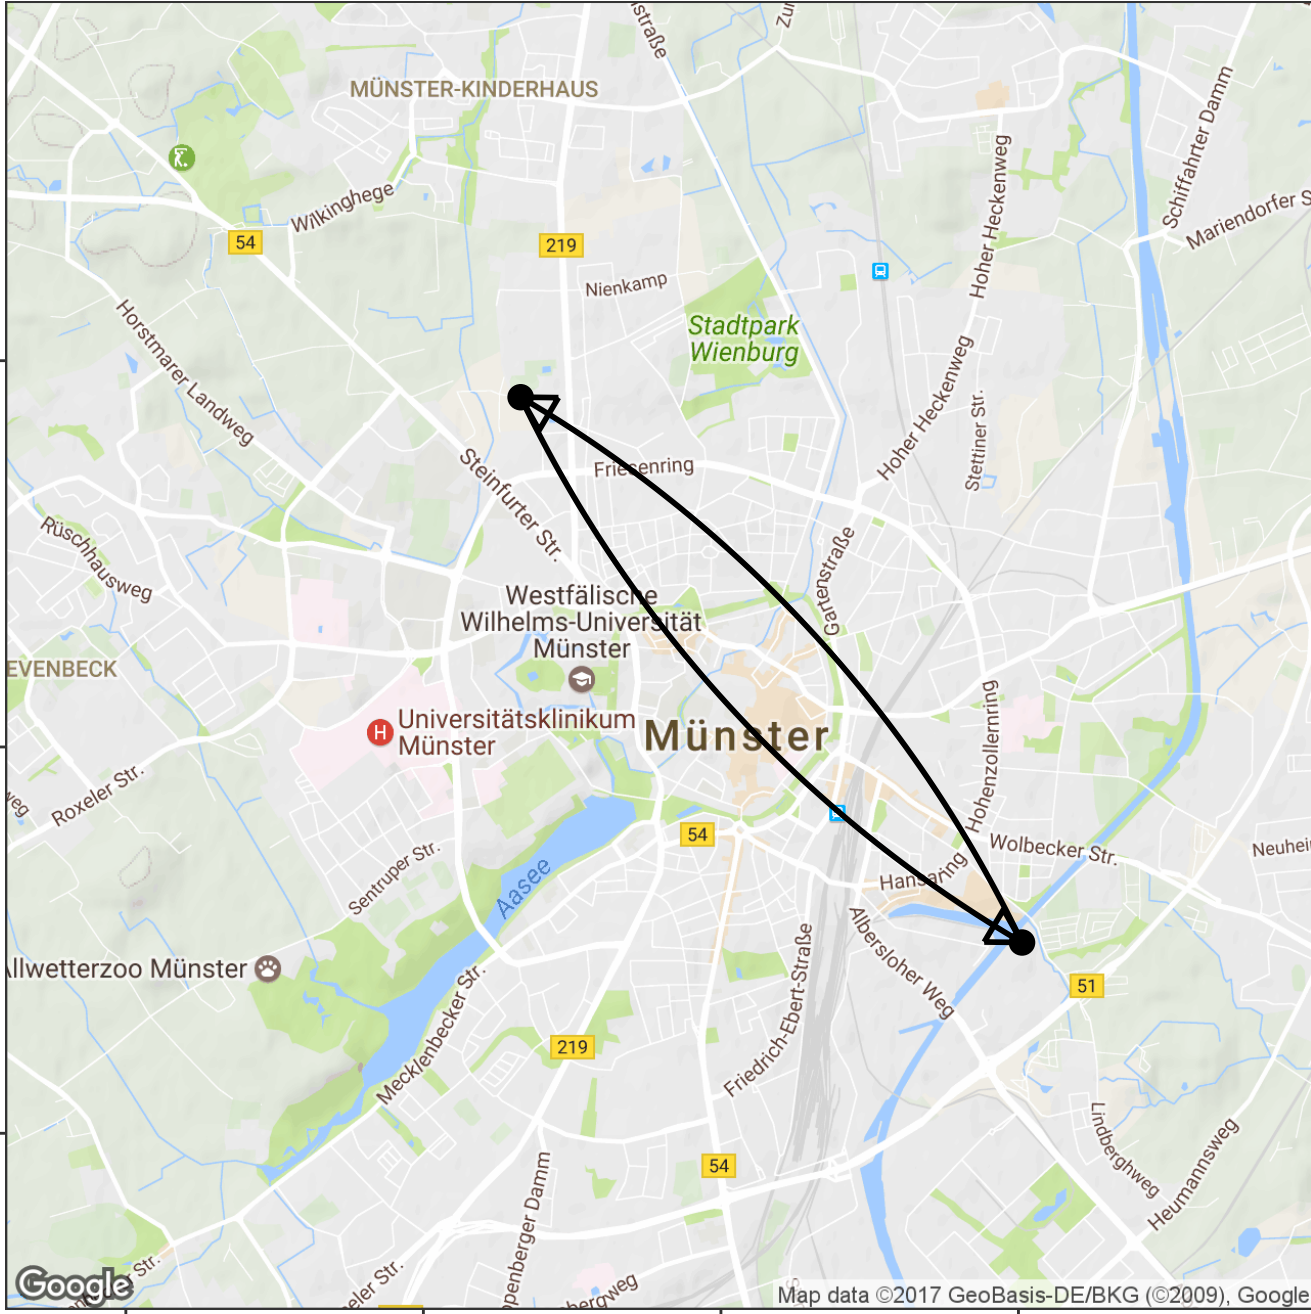 MÜNSTER-KINDERHAUS
Schiffahrter Damm
Hoher Heckenweg
Mariendorfer S
Wilkinghege
54
219
Nienkamp
Stadtpark
Wienburg
Horstmarer Landweg
Hoher Heckenweg
Stettiner Str.
Steinfurter Str.
Friesenring
Rüschhausweg
Gartenstraße
Westfälische
Wilhelms-Universität
Münster
EVENBECK
H
Universitätsklinikum
Münster
Münster
Hohenzollernring
Roxeler Str.
54
Wolbecker Str.
Neuhei
Sentruper Str.
Aasee
Hansaring
Albersloher Weg
Allwetterzoo Münster
51
Mecklenbecker Str.
Friedrich-Ebert-Straße
219
Lindberghweg
Heumannsweg
54
Google
Map data ©2017 GeoBasis-DE/BKG (©2009), Google